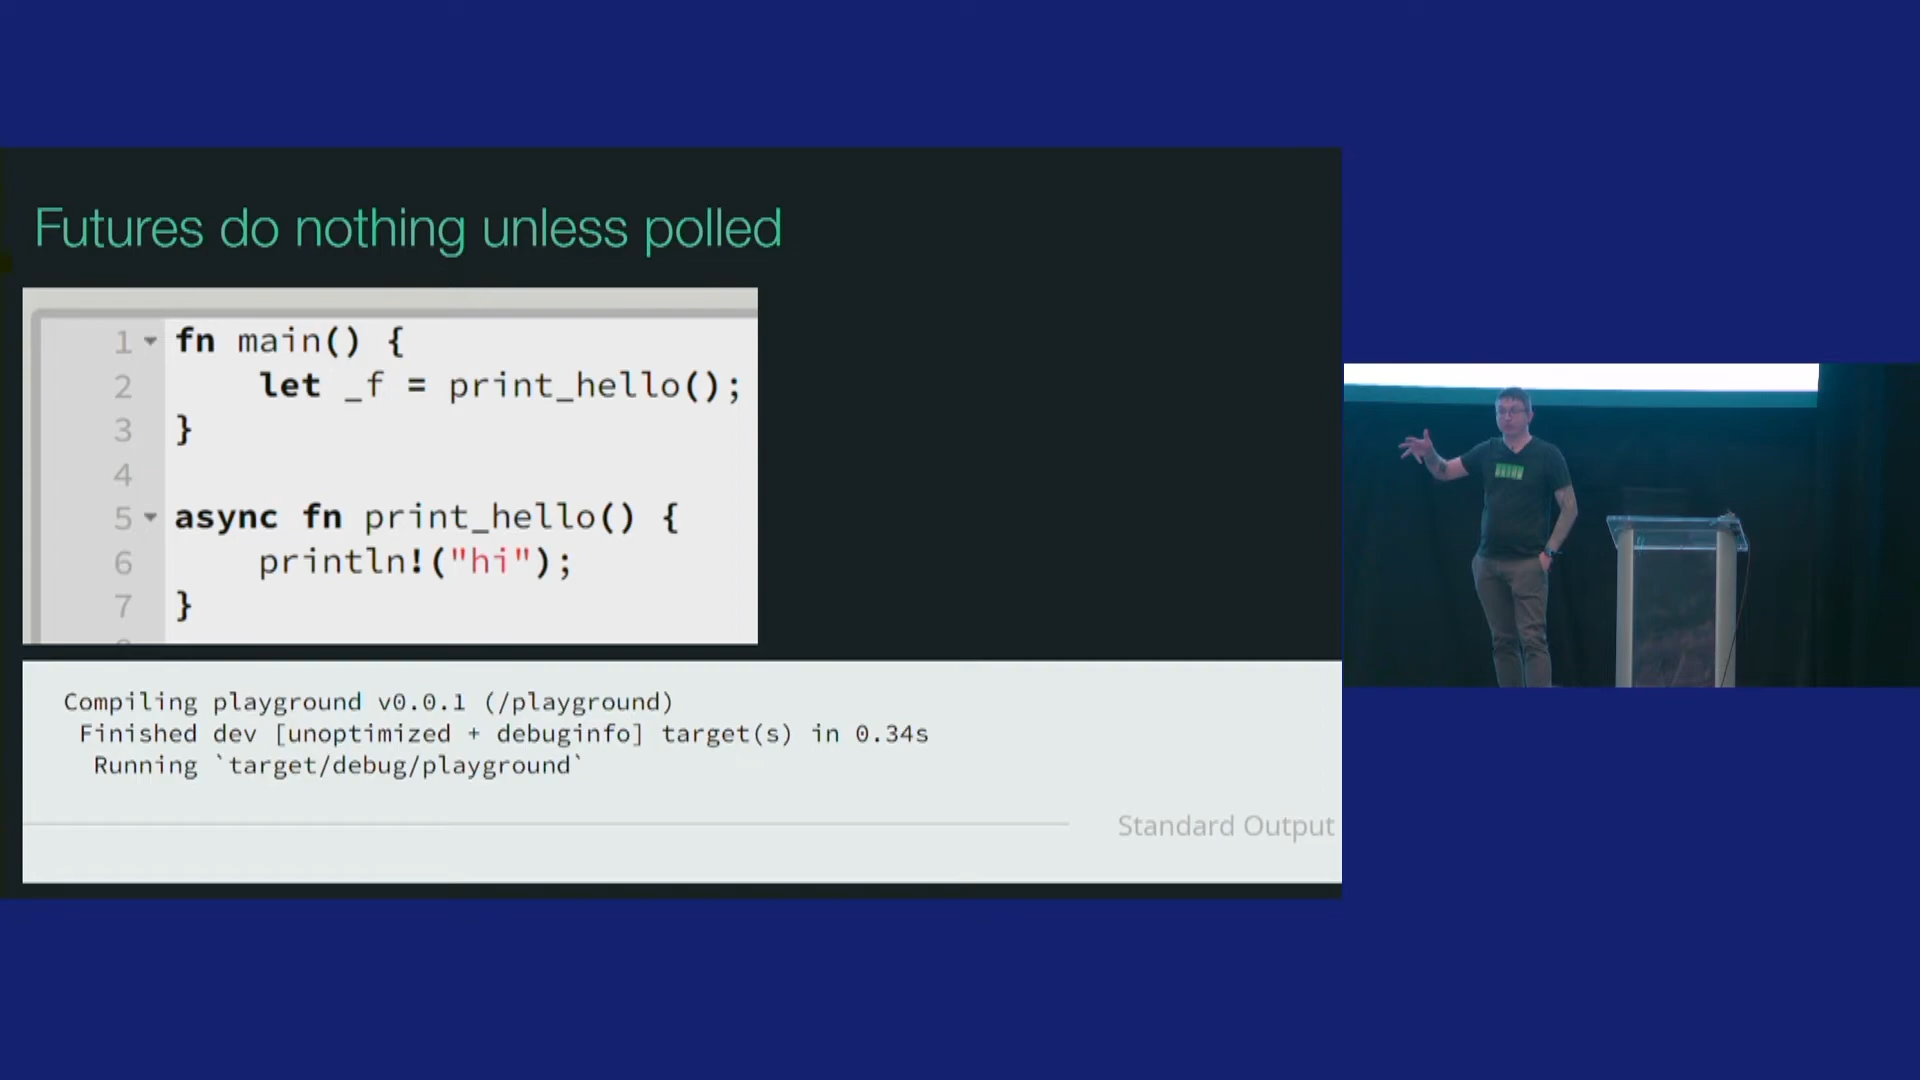 Futures do nothing unless polled
1 fn main() {
2     let _f = print_hello();
3 }
4
5 async fn print_hello() {
6     println!("hi");
7 }
Compiling playground v0.0.1 (/playground)
Finished dev [unoptimized + debuginfo] target(s) in 0.34s
Running `target/debug/playground`
Standard Output